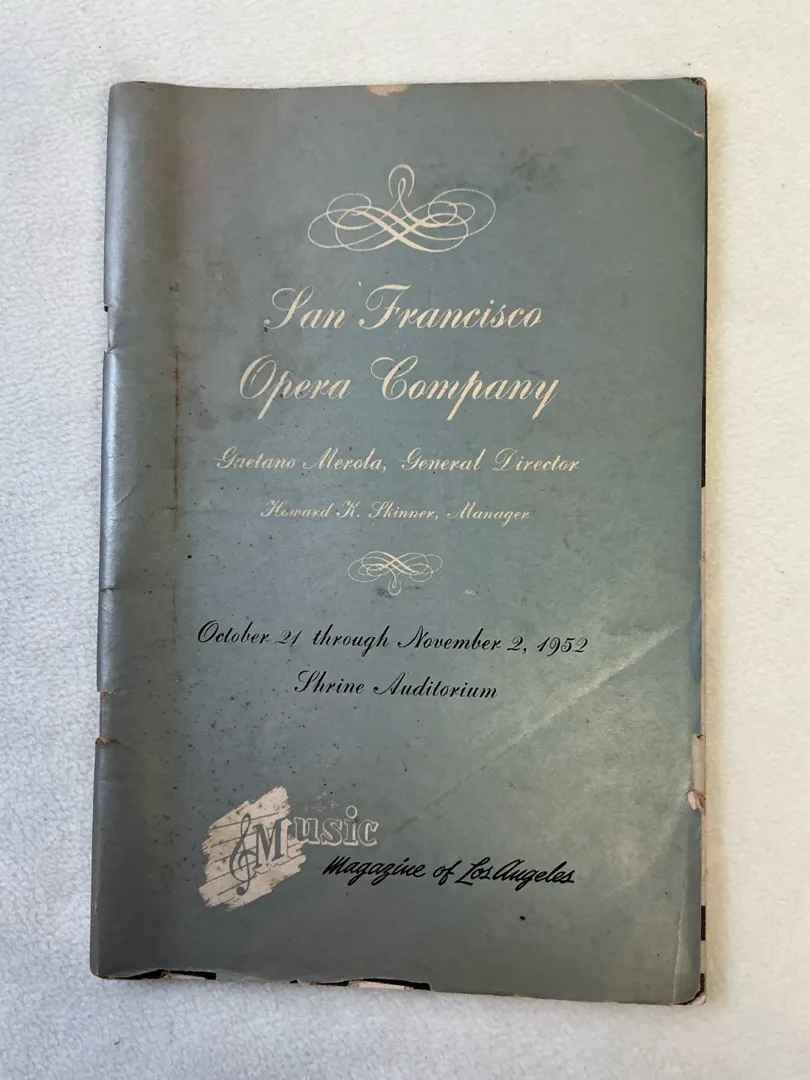 San Francisco
Opera Company
Gaetano Merola, General Director
Howard K. Skinner, Manager
October 21 through November 2, 1952
Shrine Auditorium
Music
Magazine of Los Angeles